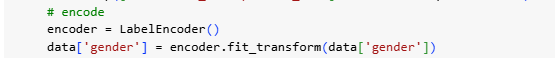 # encode
encoder = LabelEncoder()
data['gender'] = encoder.fit_transform(data['gender'])